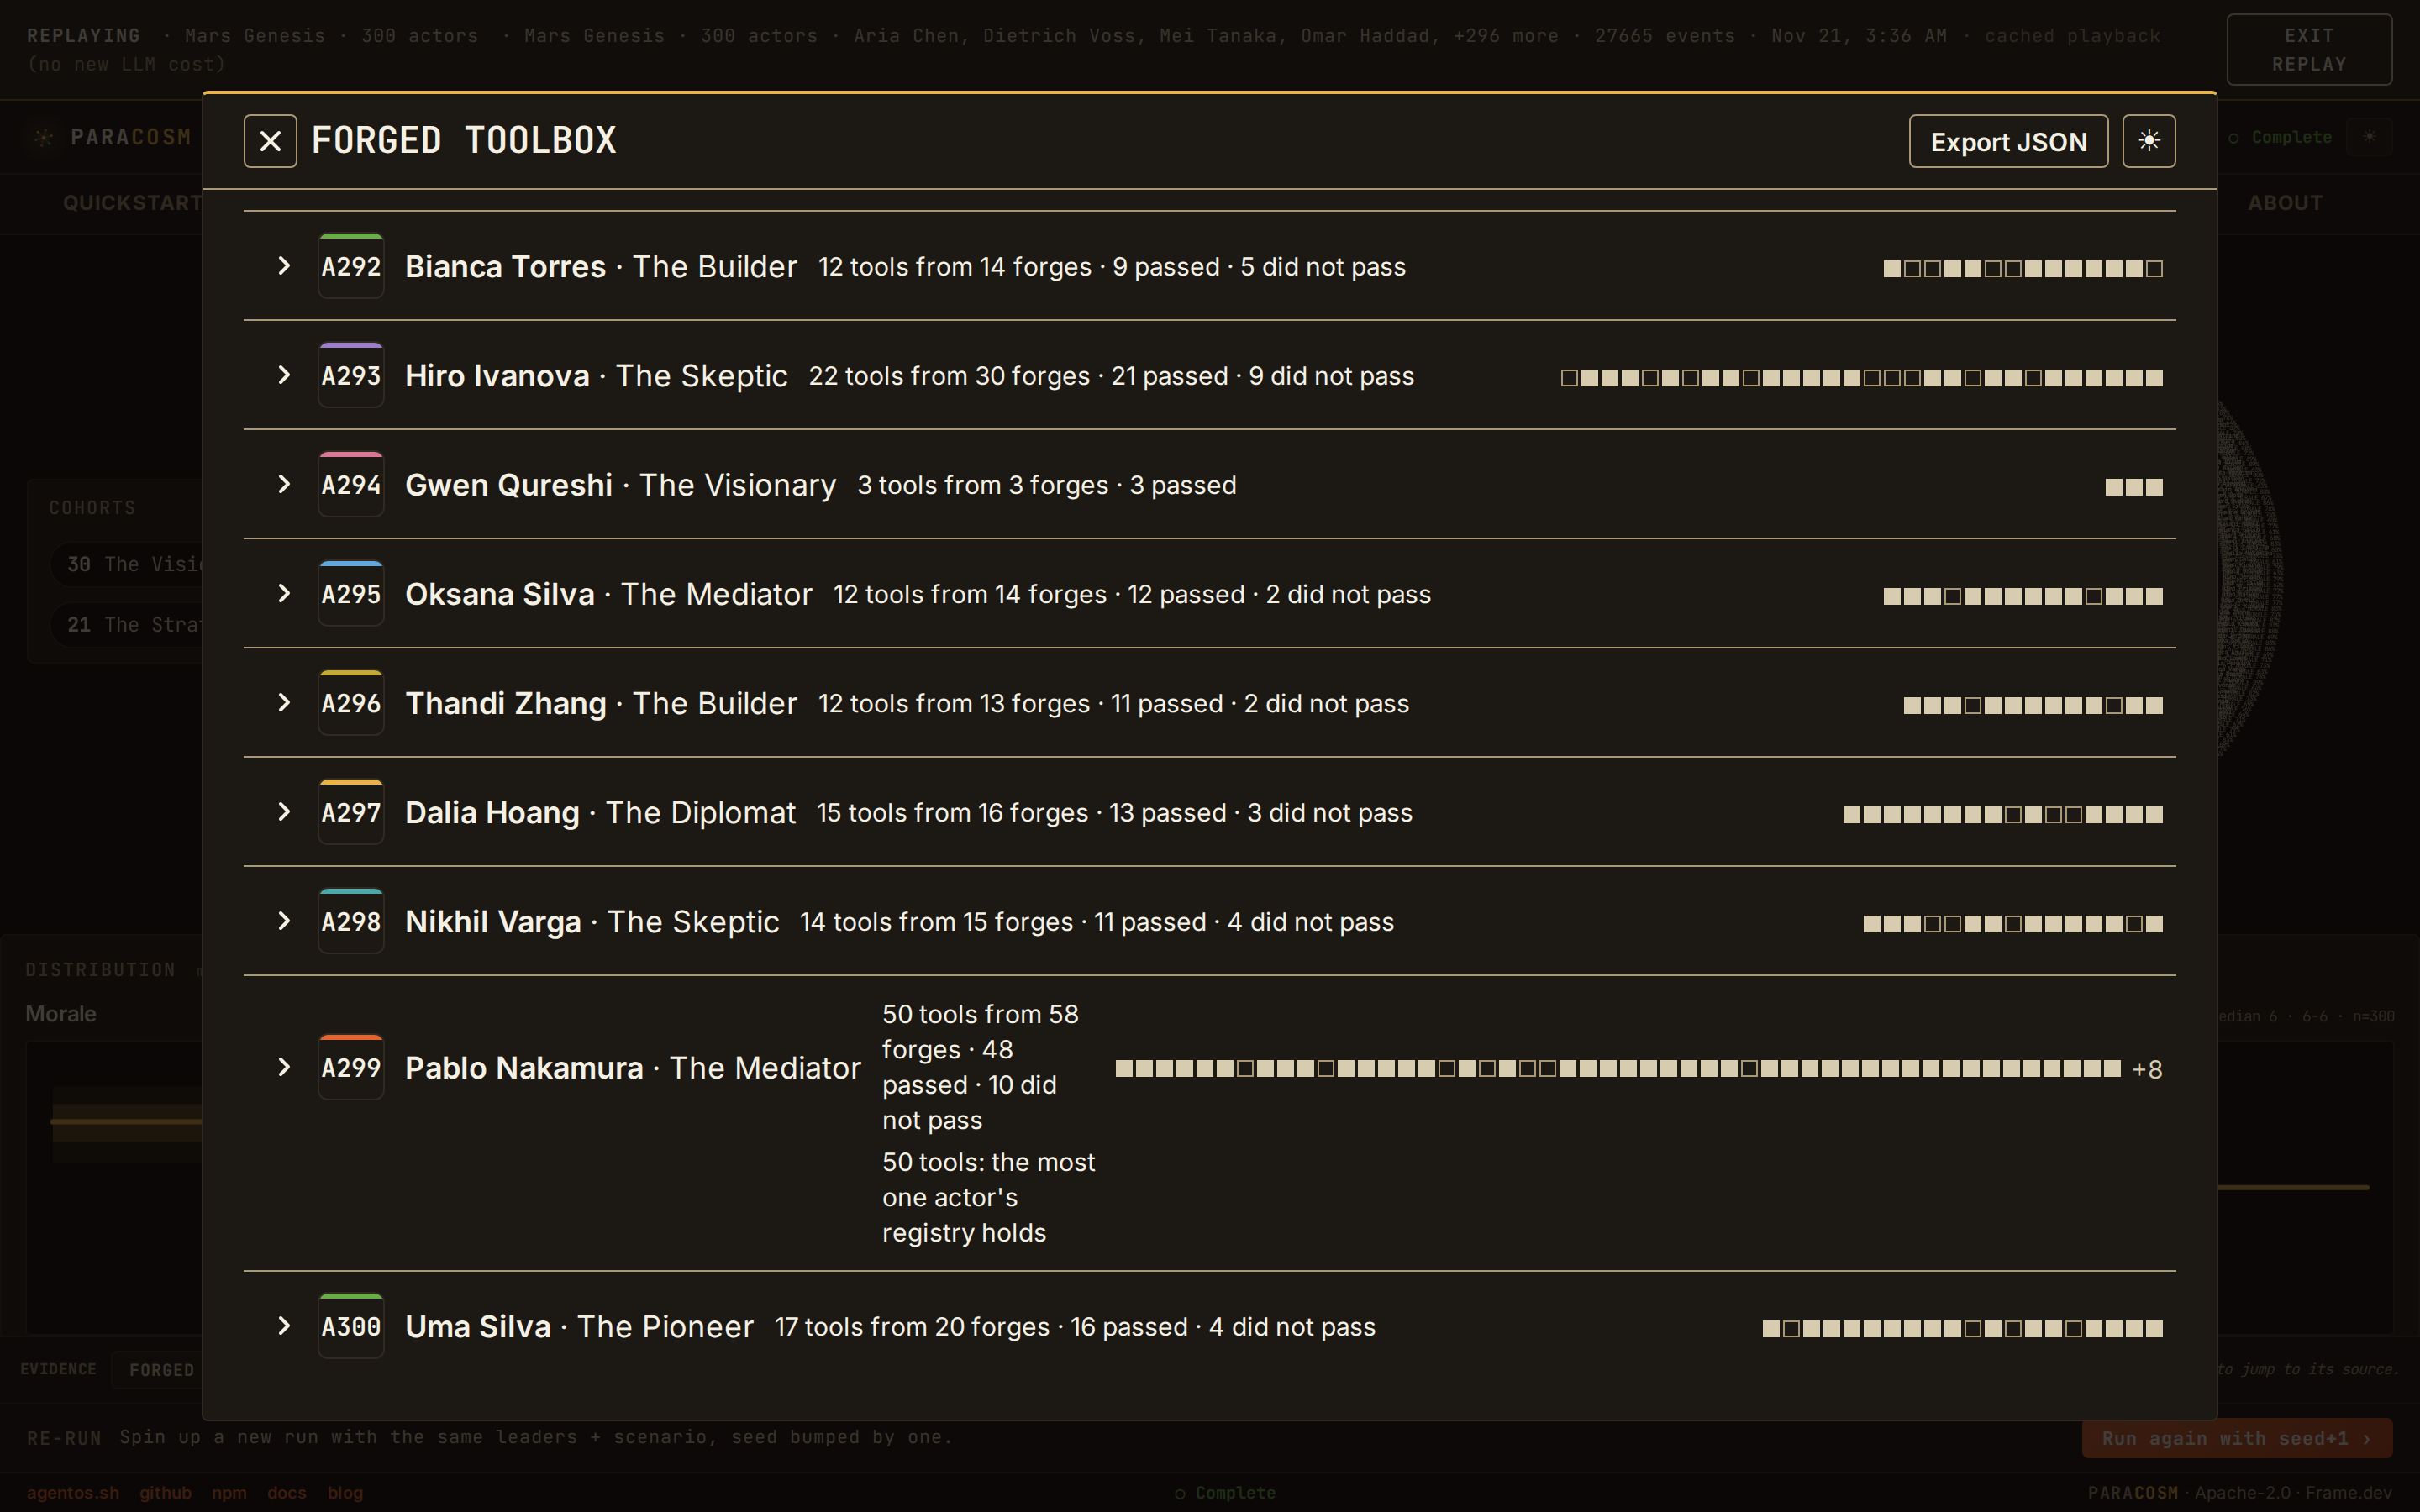 REPLAYING · Mars Genesis · 300 actors · Mars Genesis · 300 actors · Aria Chen, Dietrich Voss, Mei Tanaka, Omar Haddad, +296 more · 27665 events · Nov 21, 3:36 AM · cached playback
(no new LLM cost)
EXIT
REPLAY
PARACOSM
Complete
FORGED TOOLBOX
Export JSON
QUICKSTART
ABOUT
A292 Bianca Torres · The Builder 12 tools from 14 forges · 9 passed · 5 did not pass
A293 Hiro Ivanova · The Skeptic 22 tools from 30 forges · 21 passed · 9 did not pass
A294 Gwen Qureshi · The Visionary 3 tools from 3 forges · 3 passed
COHORTS
30 The Visi
21 The Stra
A295 Oksana Silva · The Mediator 12 tools from 14 forges · 12 passed · 2 did not pass
A296 Thandi Zhang · The Builder 12 tools from 13 forges · 11 passed · 2 did not pass
A297 Dalia Hoang · The Diplomat 15 tools from 16 forges · 13 passed · 3 did not pass
A298 Nikhil Varga · The Skeptic 14 tools from 15 forges · 11 passed · 4 did not pass
DISTRIBUTION
Morale
edian 6 · 6-6 · n=300
A299 Pablo Nakamura · The Mediator
50 tools from 58
forges · 48
passed · 10 did
not pass
50 tools: the most
one actor's
registry holds
+8
A300 Uma Silva · The Pioneer 17 tools from 20 forges · 16 passed · 4 did not pass
EVIDENCE FORGED
to jump to its source.
RE-RUN Spin up a new run with the same leaders + scenario, seed bumped by one.
Run again with seed+1 ›
agentos.sh github npm docs blog
Complete
PARACOSM · Apache-2.0 · Frame.dev